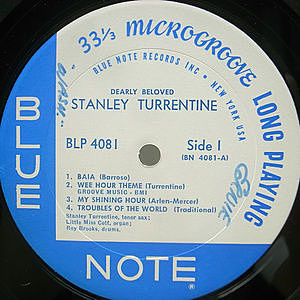 33⅓ MICROGROOVE LONG PLAYING
BLUE NOTE RECORDS INC • NEW YORK USA
DEARLY BELOVED
STANLEY TURRENTINE
BLP 4081
Side 1
(BN 4081-A)
1. BAIA (Barroso)
2. WEE HOUR THEME (Turrentine)
GROOVE MUSIC - BMI
3. MY SHINING HOUR (Arlen-Mercer)
4. TROUBLES OF THE WORLD (Traditional)
Stanley Turrentine, tenor sax;
Little Miss Cott, organ;
Roy Brooks, drums.
BLUE
NOTE
®